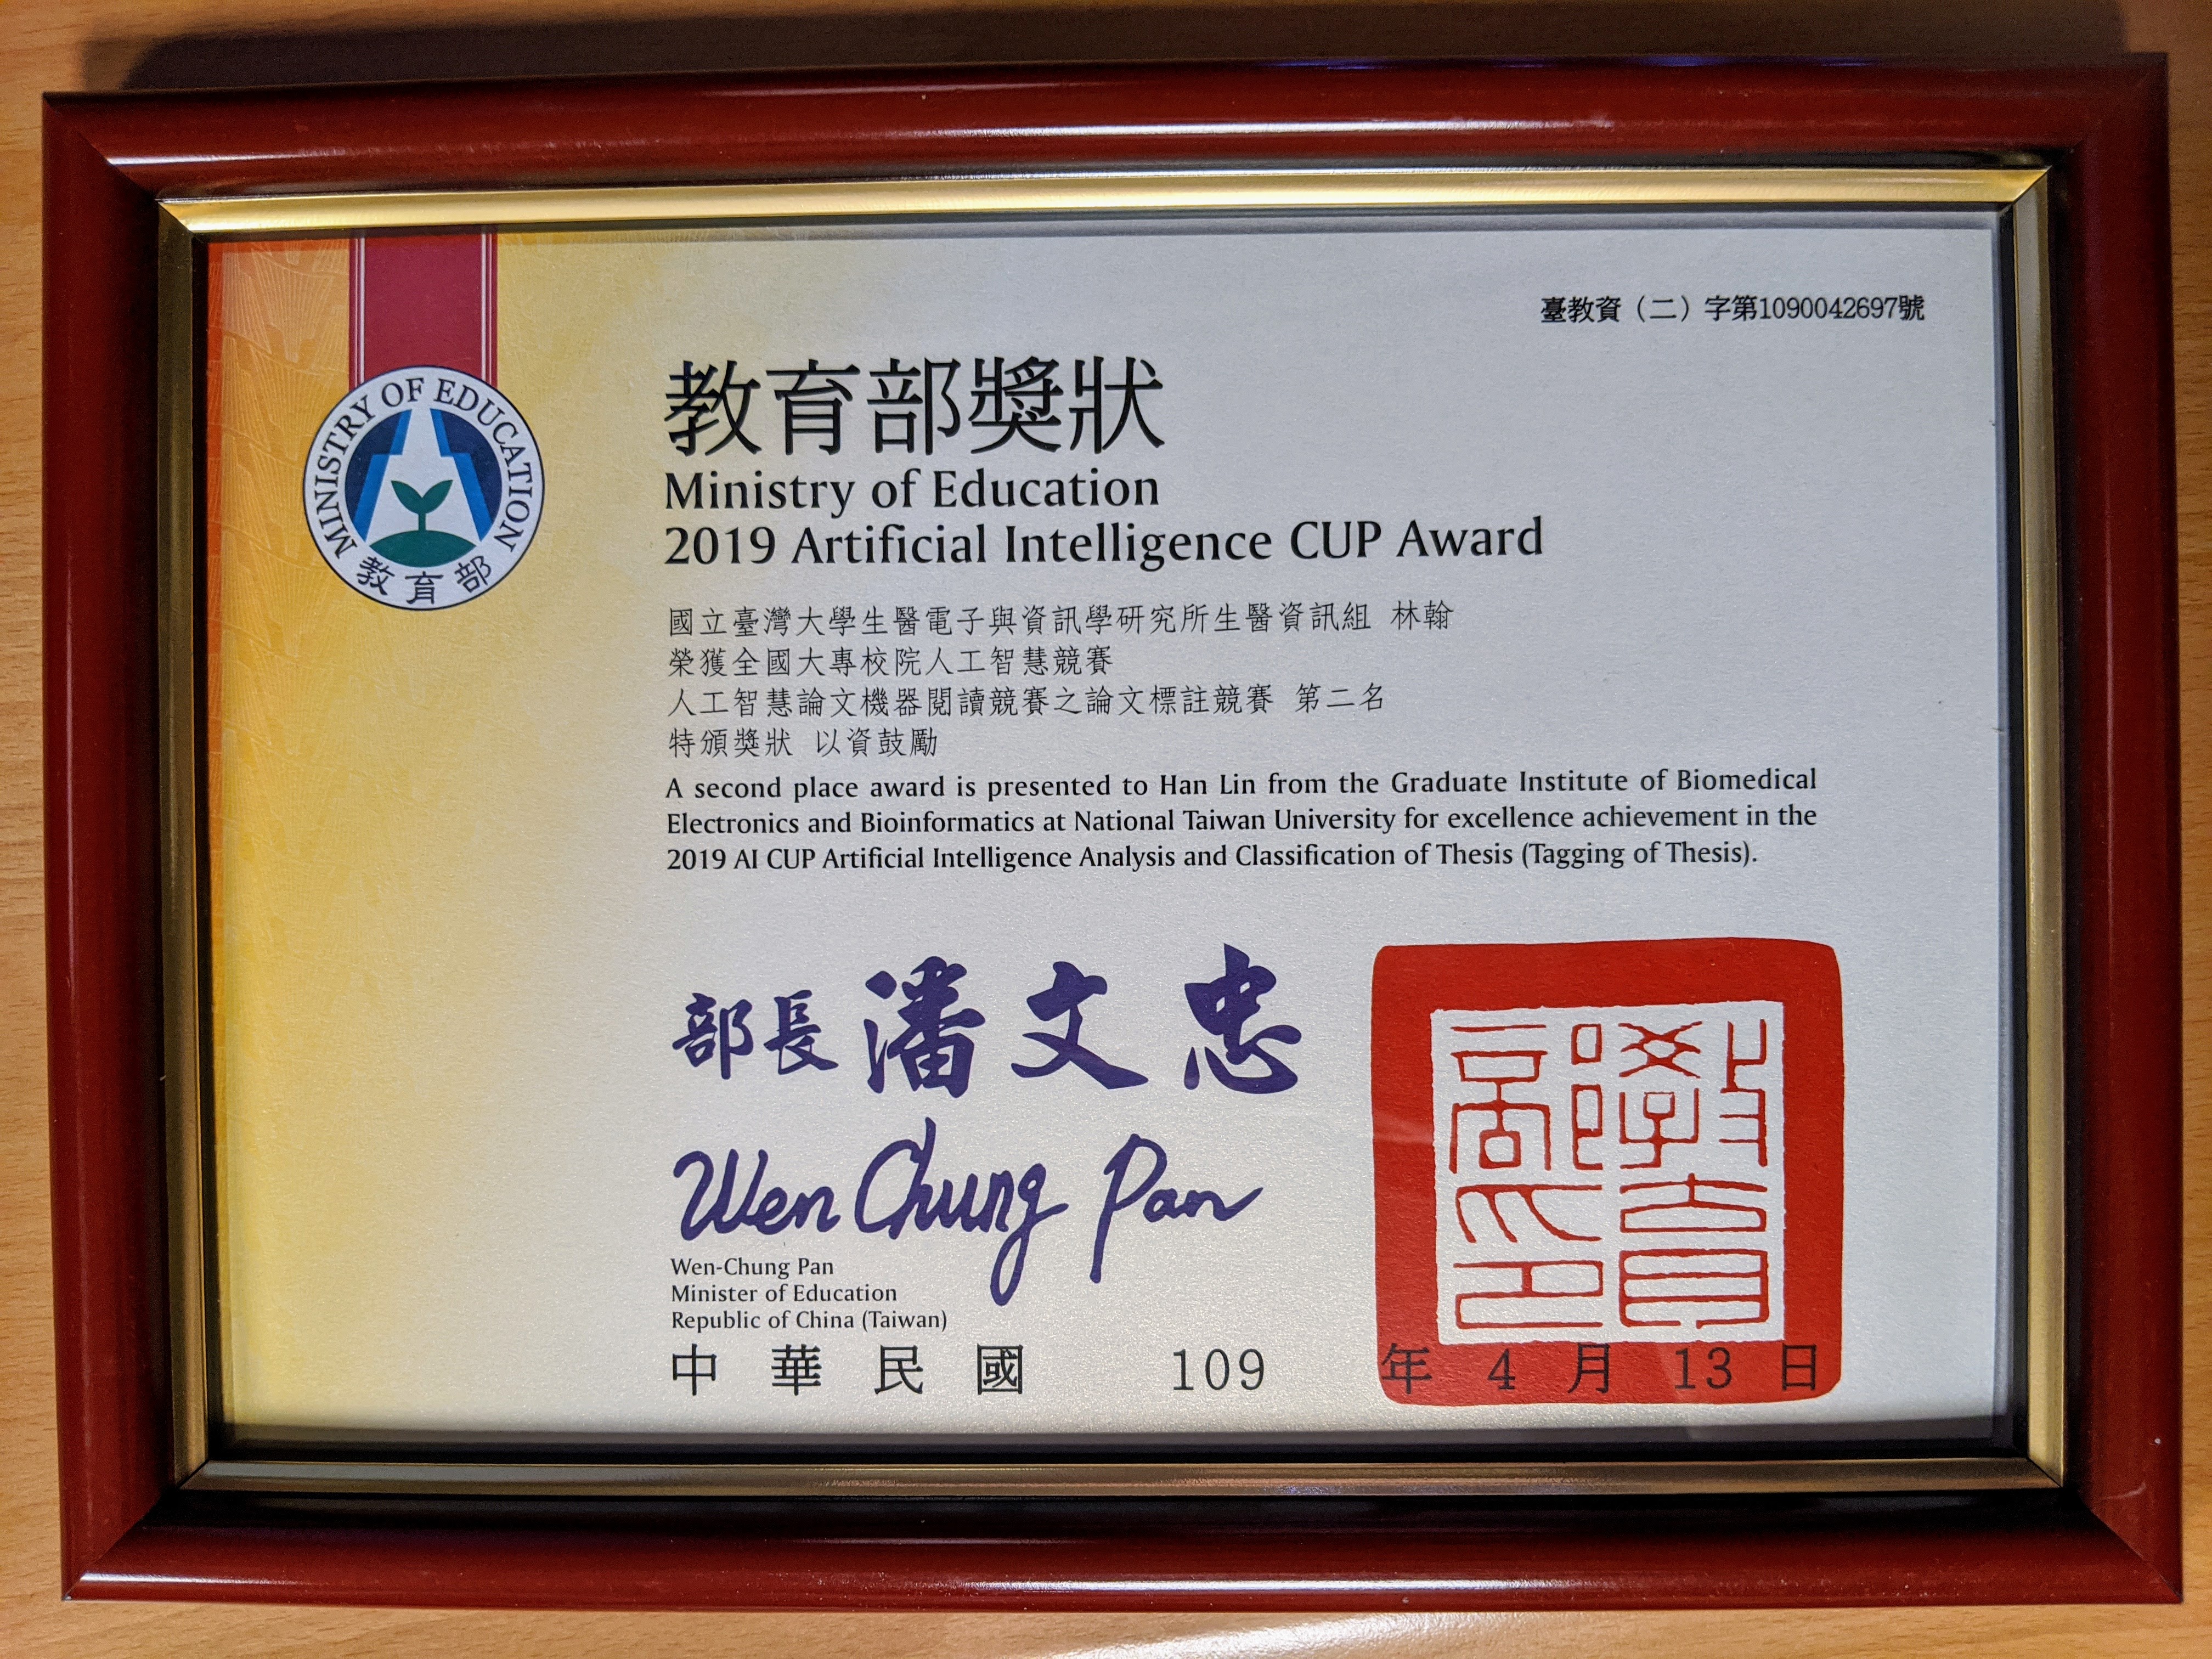 臺教資（二）字第1090042697號
MINISTRY OF EDUCATION
教育部
教育部獎狀
Ministry of Education
2019 Artificial Intelligence CUP Award
國立臺灣大學生醫電子與資訊學研究所生醫資訊組 林翰
榮獲全國大專校院人工智慧競賽
人工智慧論文機器閱讀競賽之論文標註競賽 第二名
特頒獎狀 以資鼓勵
A second place award is presented to Han Lin from the Graduate Institute of Biomedical
Electronics and Bioinformatics at National Taiwan University for excellence achievement in the
2019 AI CUP Artificial Intelligence Analysis and Classification of Thesis (Tagging of Thesis).
部長 潘文忠
Wen Chung Pan
Wen-Chung Pan
Minister of Education
Republic of China (Taiwan)
教育部印
中華民國 109 年 4 月 13 日